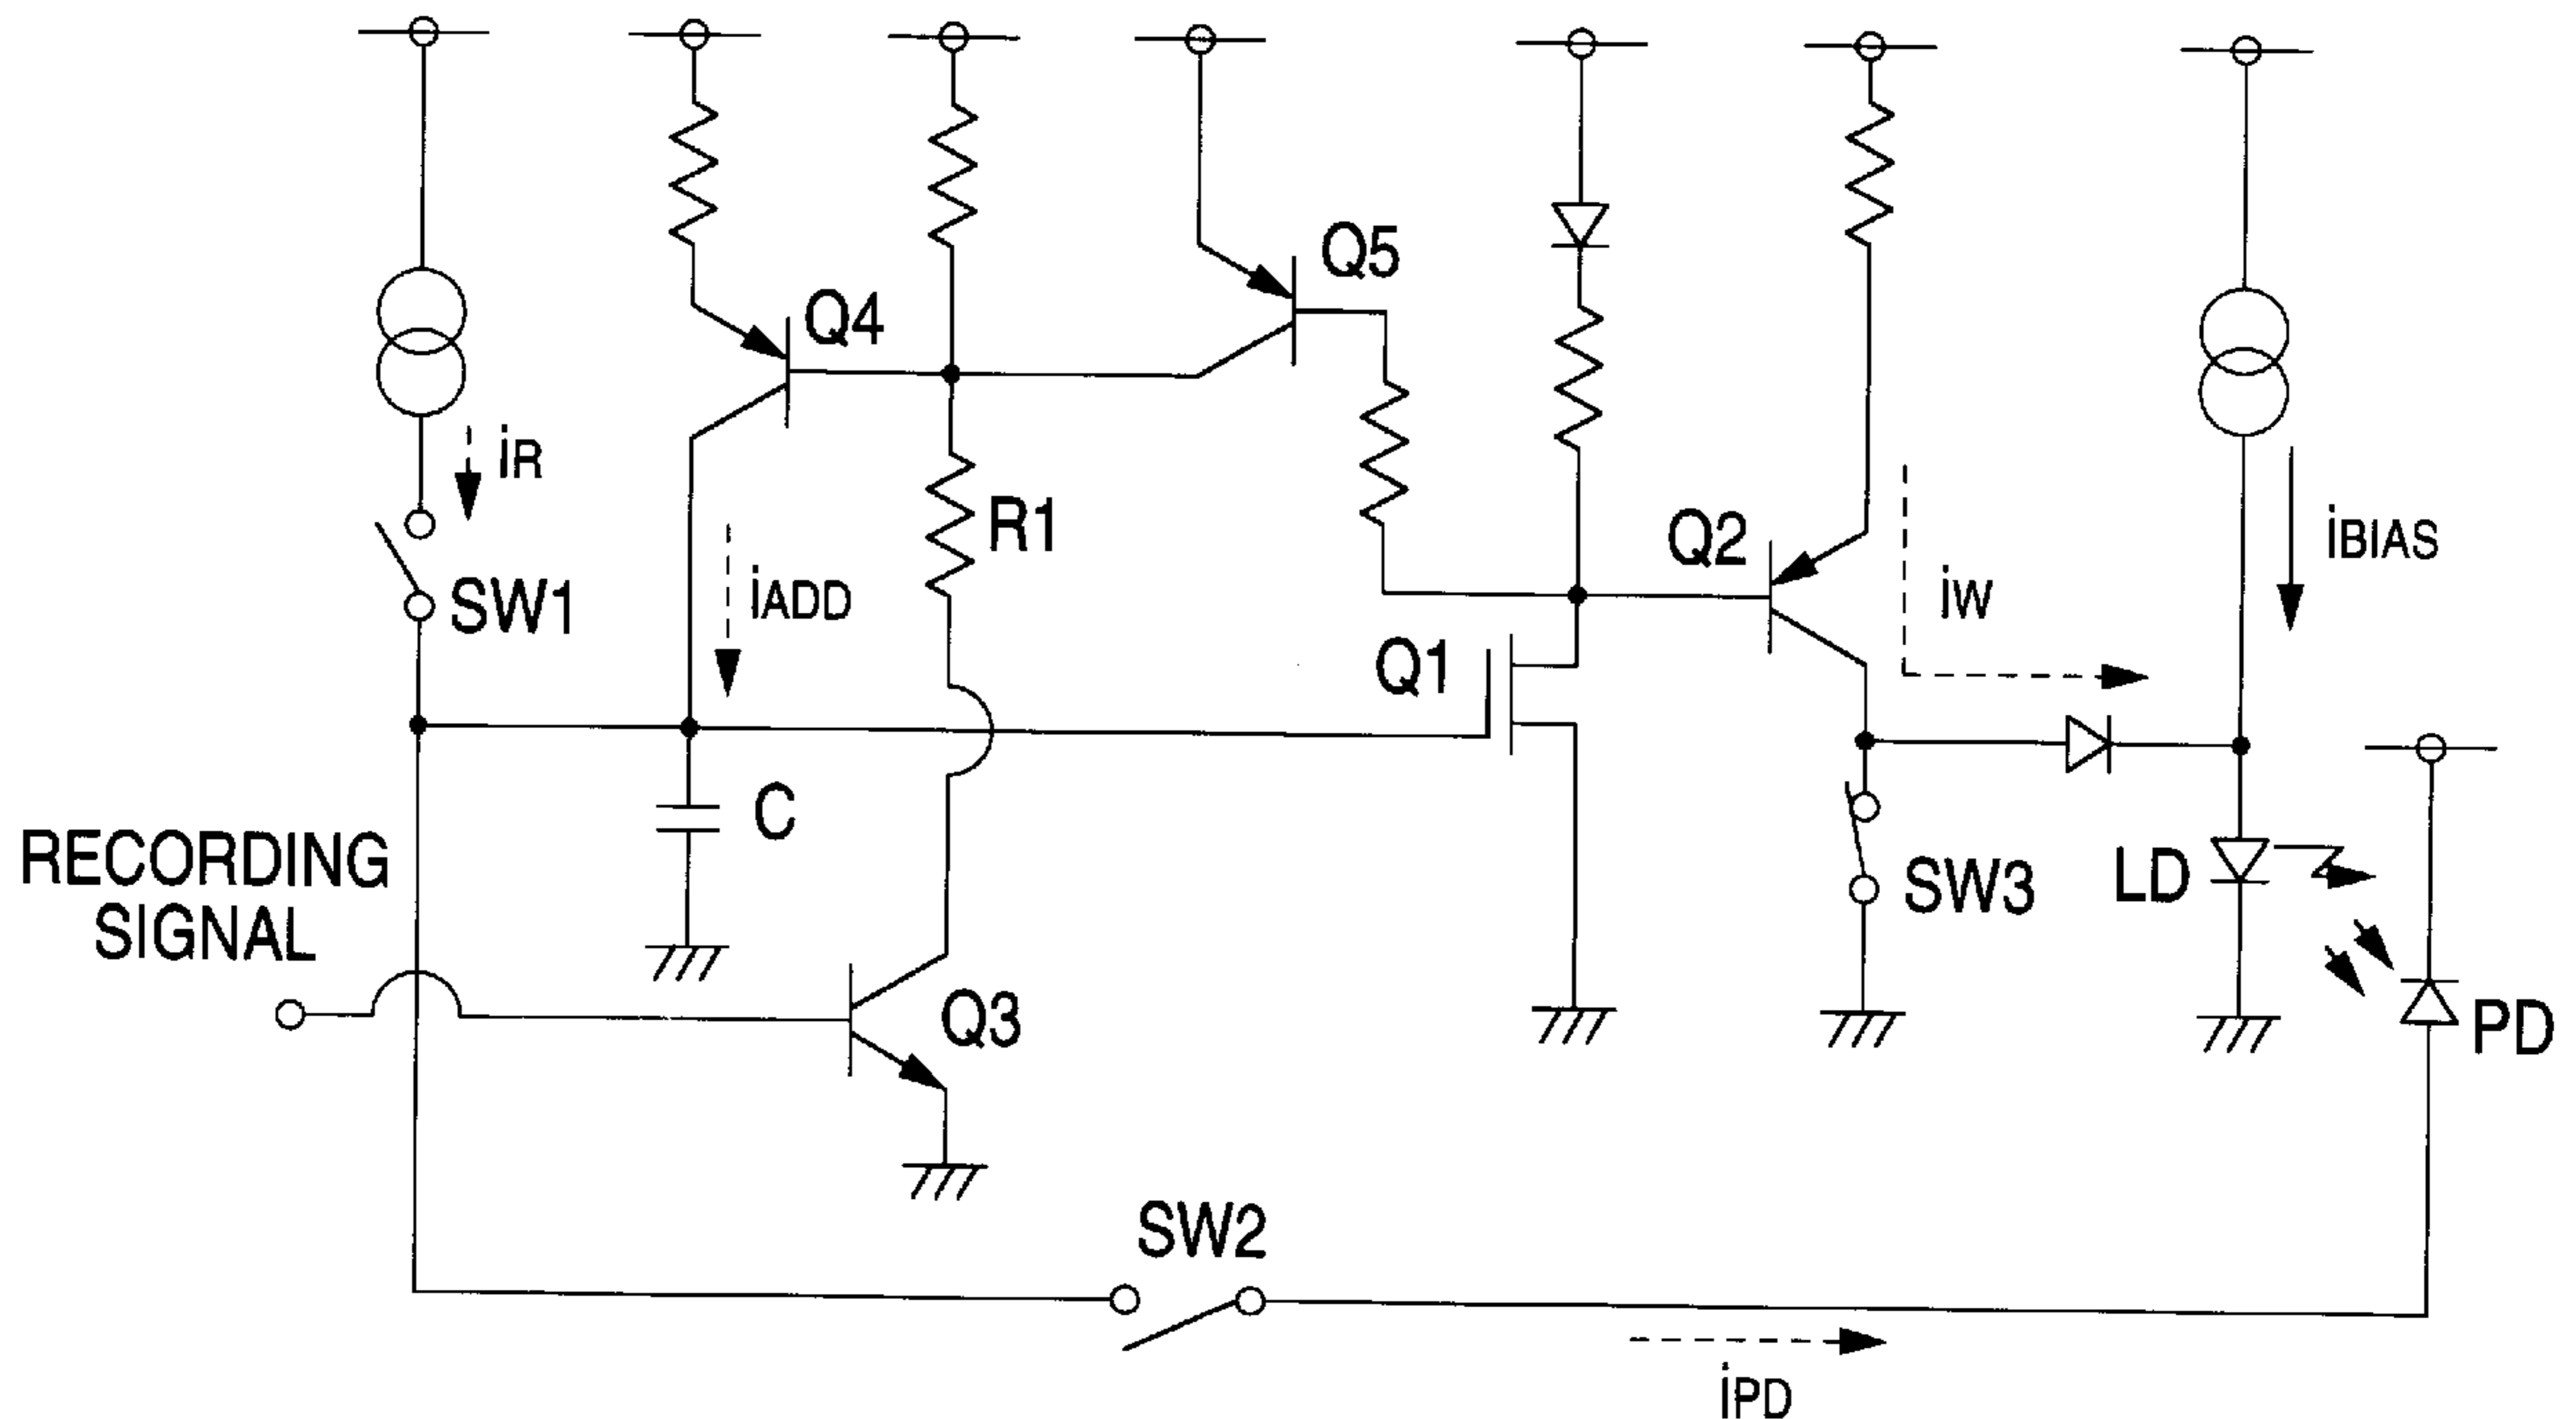 Q5
Q4
iR
R1
Q2
iBIAS
SW1
iADD
iW
Q1
C
RECORDING
SIGNAL
SW3
LD
Q3
PD
SW2
iPD